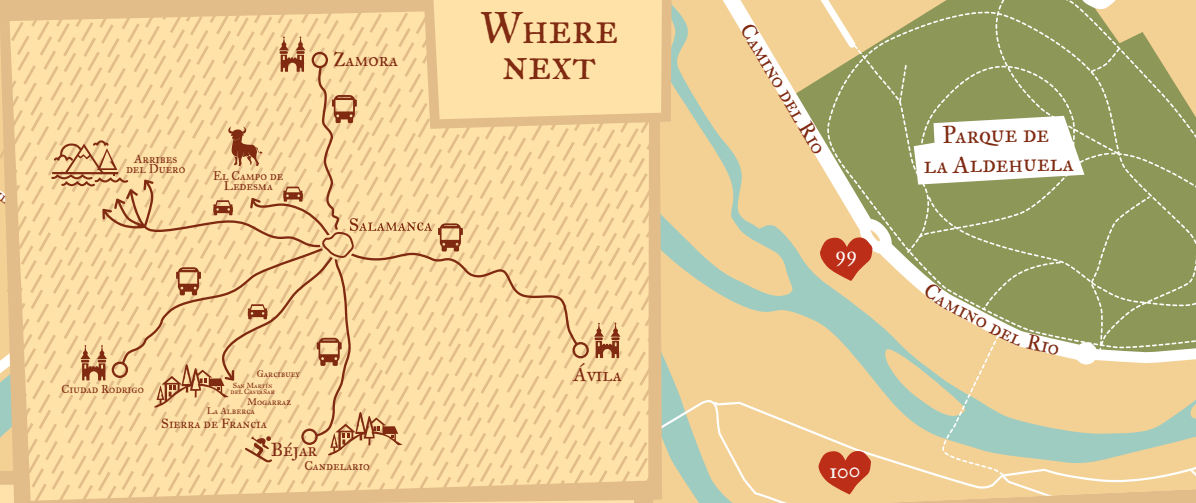 WHERE
NEXT
ZAMORA
ARRIBES
DEL DUERO
EL CAMPO DE
LEDESMA
SALAMANCA
ÁVILA
CIUDAD RODRIGO
GARCIBUEY
SAN MARTÍN
DEL CASTAÑAR
MOGARRAZ
LA ALBERCA
SIERRA DE FRANCIA
BÉJAR
CANDELARIO
CAMINO DEL RIO
PARQUE DE
LA ALDEHUELA
99
CAMINO DEL RIO
100